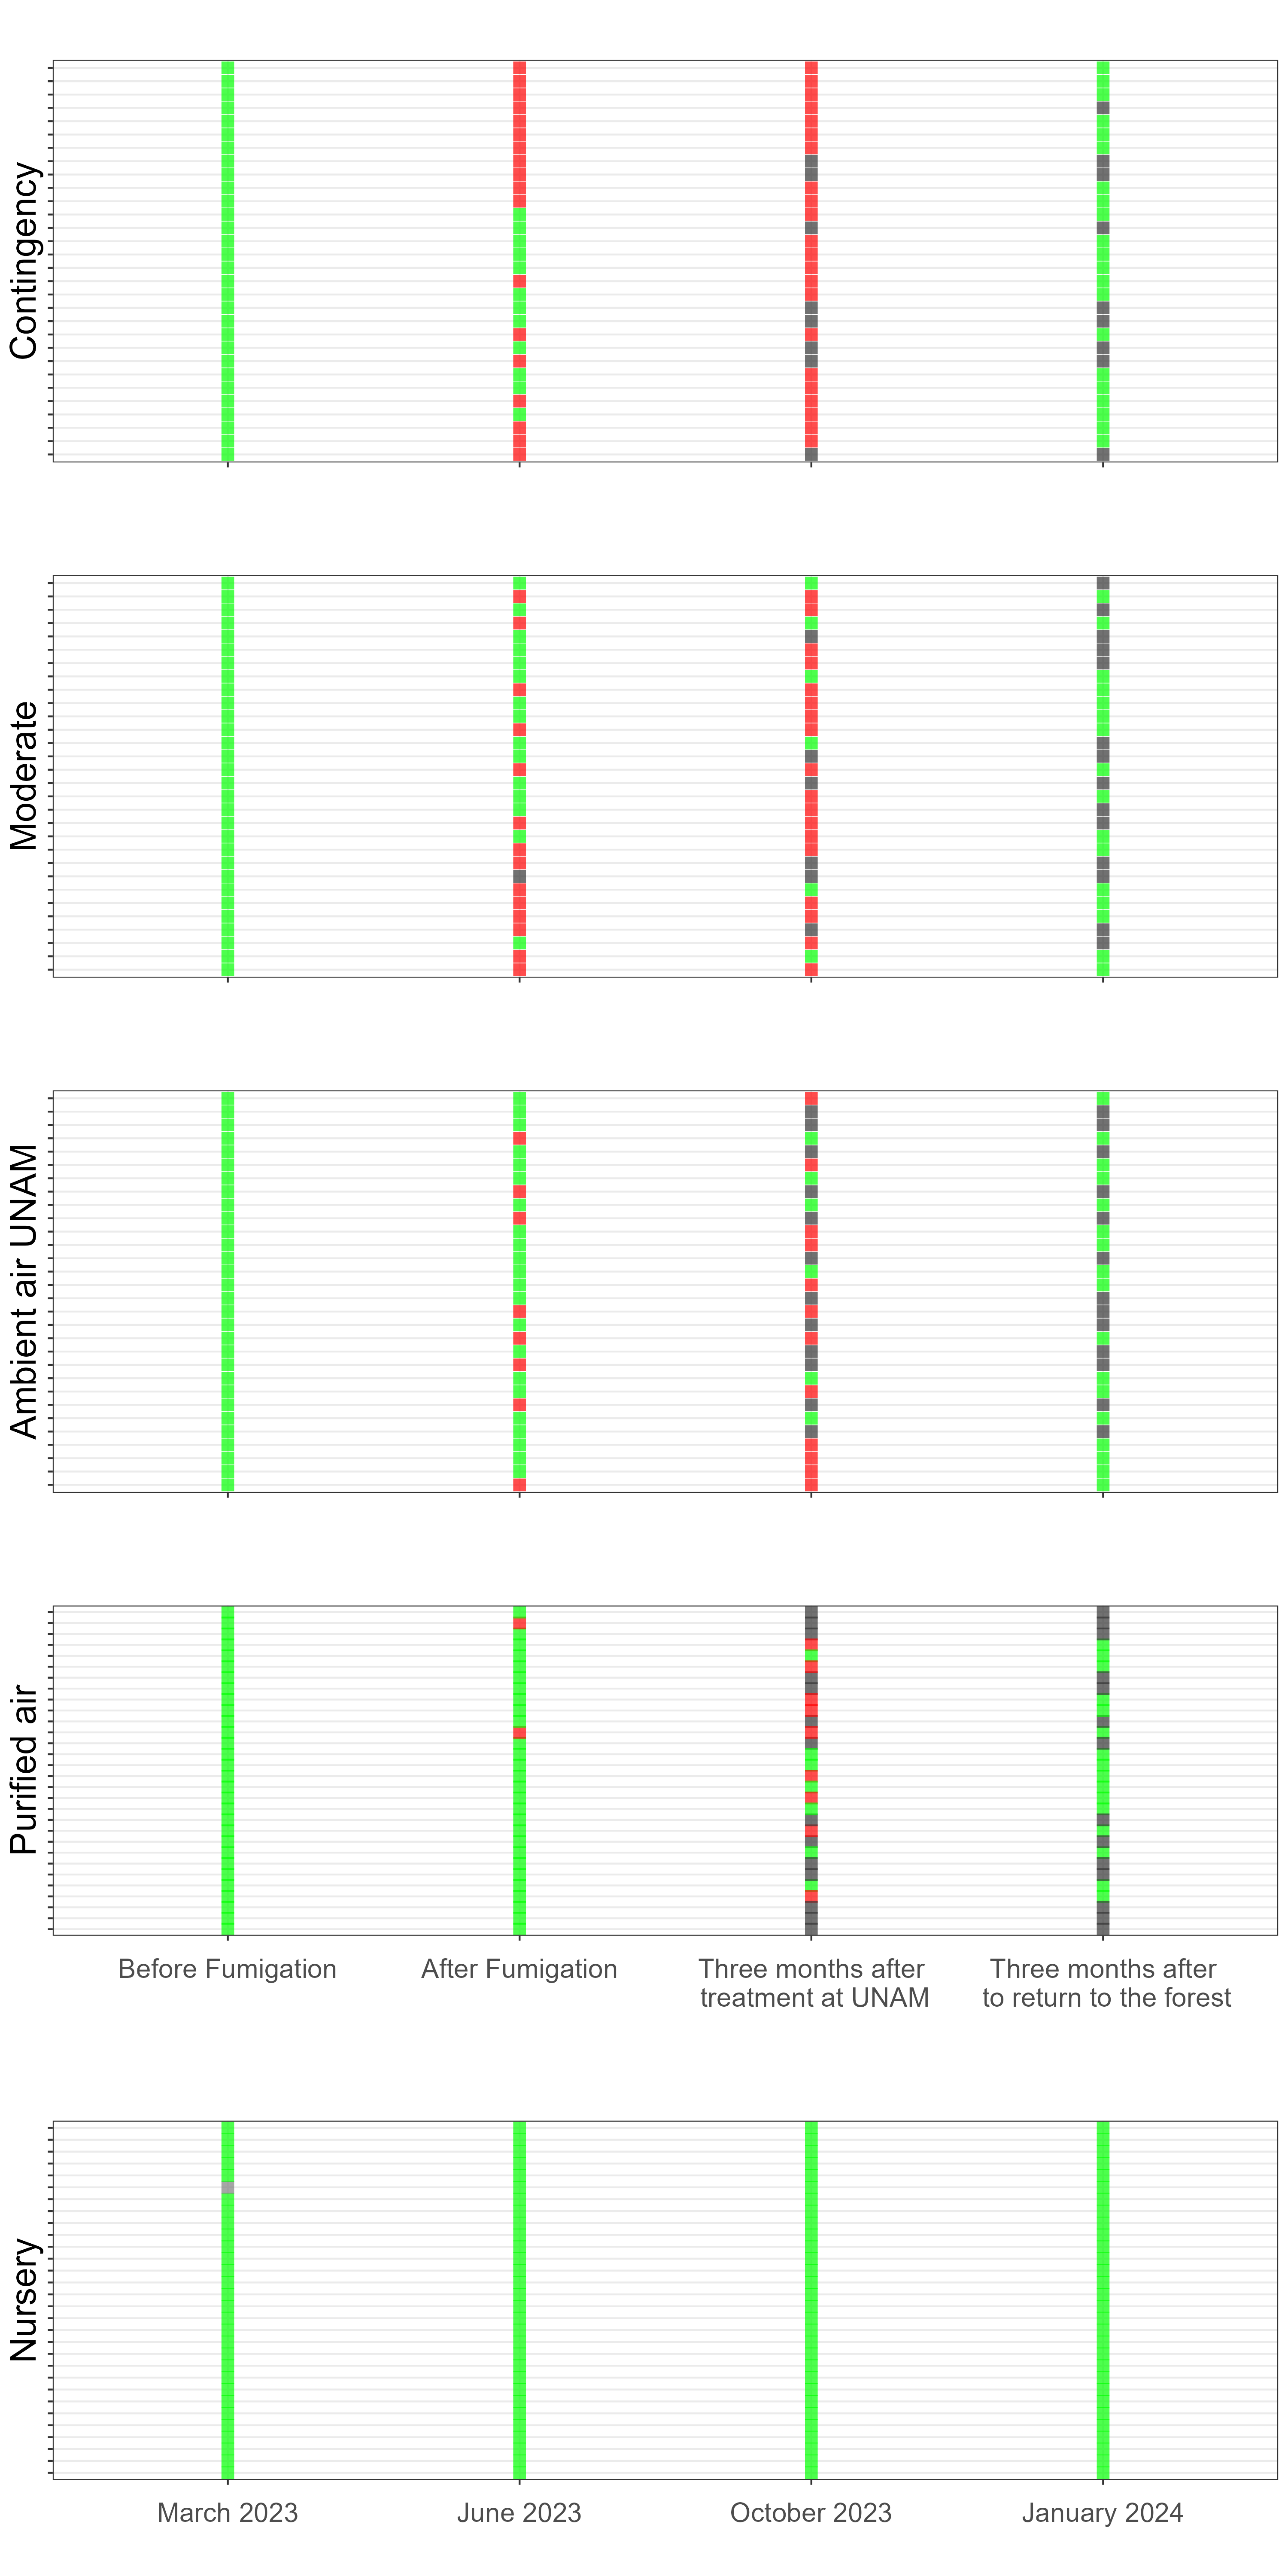 Contingency
Moderate
Ambient air UNAM
Purified air
Before Fumigation
After Fumigation
Three months after
treatment at UNAM
Three months after
to return to the forest
Nursery
March 2023
June 2023
October 2023
January 2024